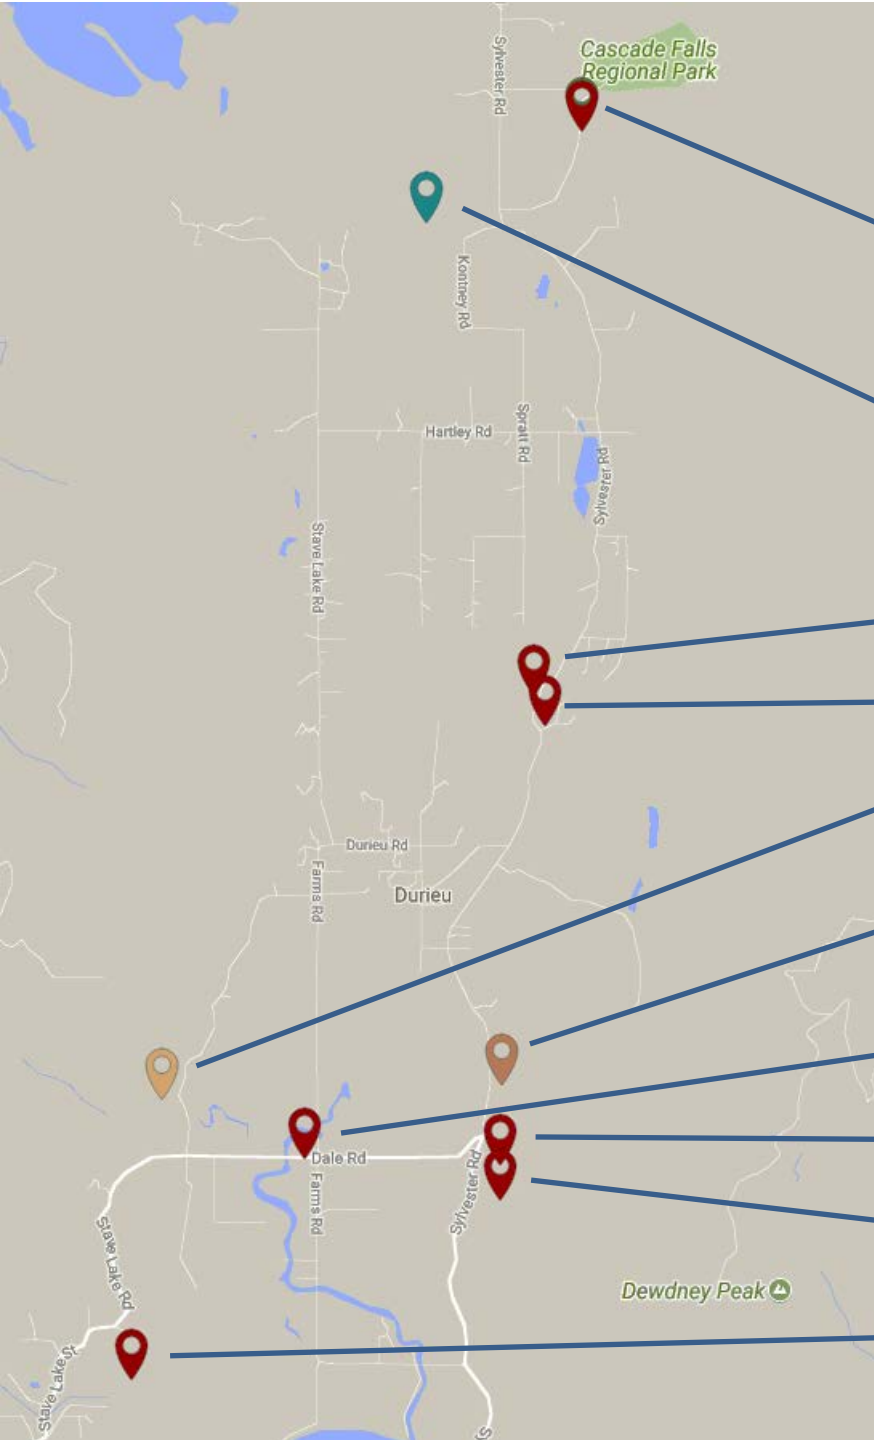 Sylvester Rd
Cascade Falls
Regional Park
Kontney Rd
Hartley Rd
Spratt Rd
Sylvester Rd
Stave Lake Rd
Durieu Rd
Farms Rd
Durieu
Dale Rd
Farms Rd
Sylvester Rd
Stave Lake Rd
Dewdney Peak
Stave Lake St